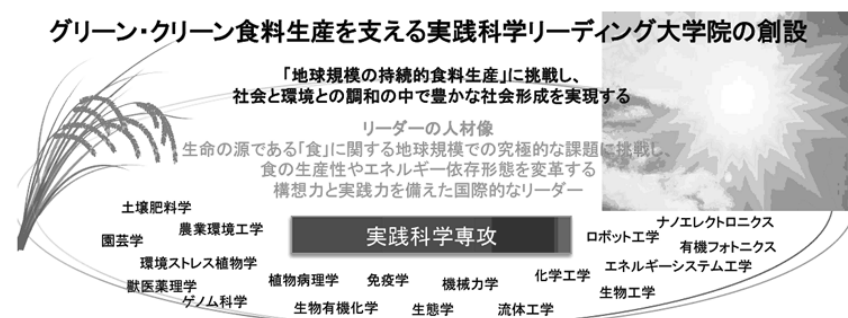 グリーン・クリーン食料生産を支える実践科学リーディング大学院の創設
「地球規模の持続的食料生産」に挑戦し、
社会と環境との調和の中で豊かな社会形成を実現する
リーダーの人材像
生命の源である「食」に関する地球規模での究極的な課題に挑戦し、
食の生産性やエネルギー依存形態を変革する
構想力と実践力を備えた国際的なリーダー
土壌肥料学
園芸学
農業環境工学
環境ストレス植物学
獣医薬理学
ゲノム科学
実践科学専攻
植物病理学
免疫学
機械力学
化学工学
生物有機化学
生態学
流体工学
ロボット工学
ナノエレクトロニクス
有機フォトニクス
エネルギーシステム工学
生物工学